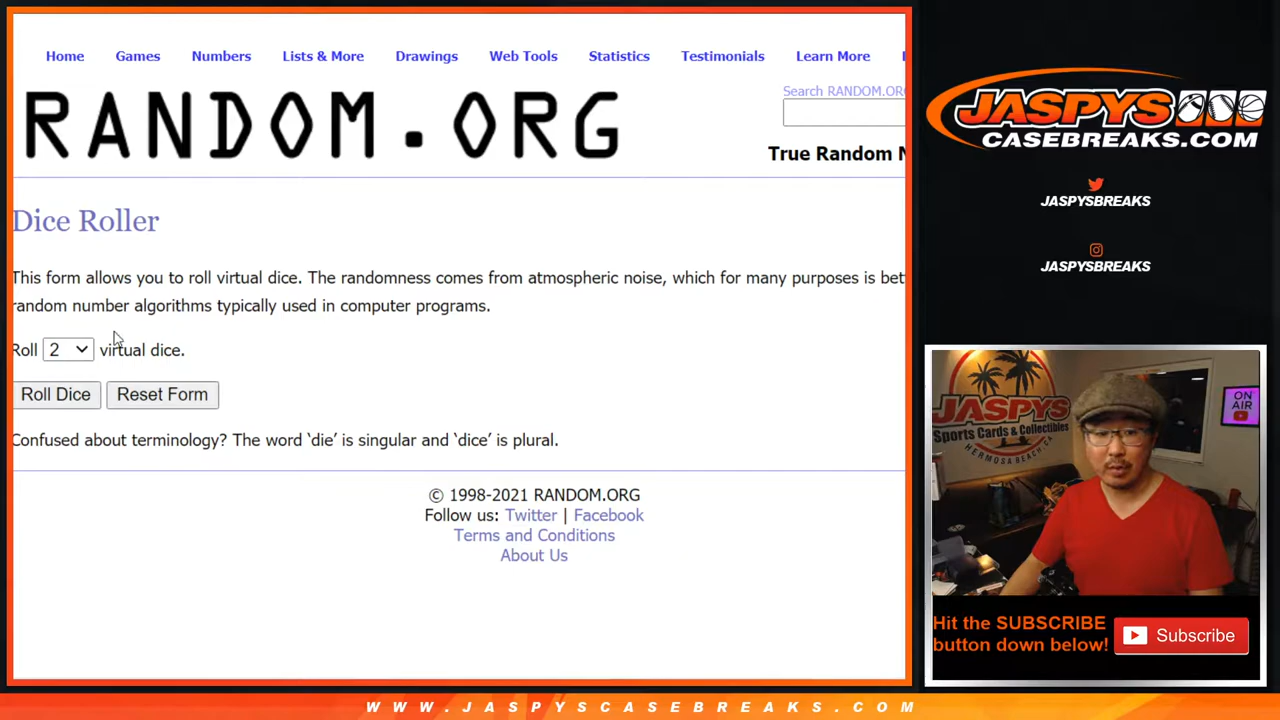 Home Games Numbers Lists & More Drawings Web Tools Statistics Testimonials Learn More
Search RANDOM.OR
RANDOM.ORG
True Random N
Dice Roller
This form allows you to roll virtual dice. The randomness comes from atmospheric noise, which for many purposes is bet
random number algorithms typically used in computer programs.
Roll 2 virtual dice.
Roll Dice Reset Form
Confused about terminology? The word ‘die’ is singular and ‘dice’ is plural.
© 1998-2021 RANDOM.ORG
Follow us: Twitter | Facebook
Terms and Conditions
About Us
JASPYS
CASEBREAKS.COM
JASPYSBREAKS
JASPYSBREAKS
JASPYS
Sports Cards & Collectibles
HERMOSA BEACH, CA
ON
AIR
Hit the SUBSCRIBE
button down below!
Subscribe
WWW.JASPYSCASEBREAKS.COM